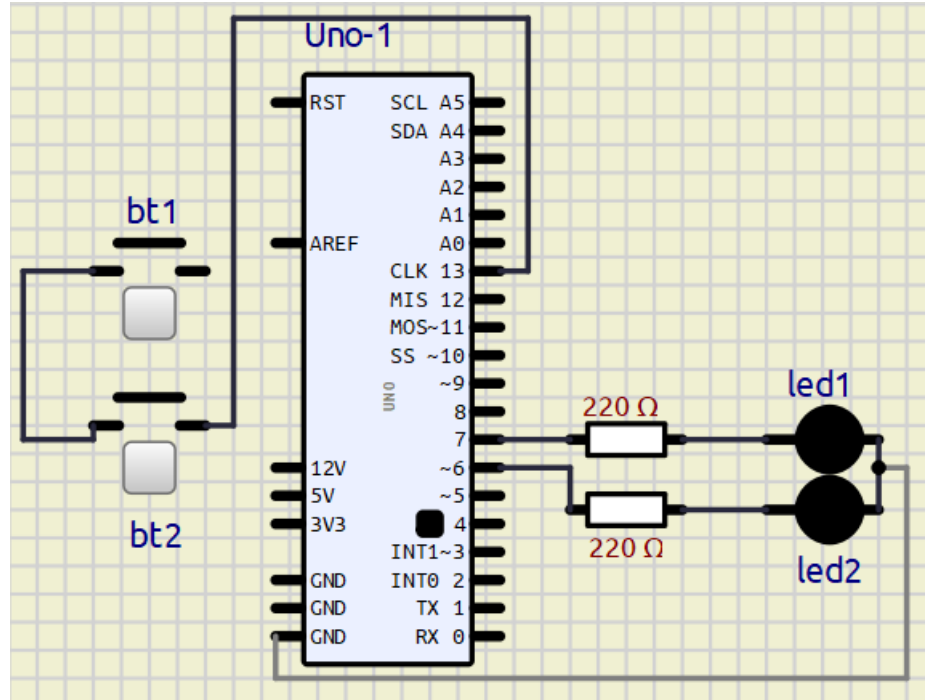 Uno-1
RST
SCL A5
SDA A4
A3
A2
A1
AREF
A0
CLK 13
MIS 12
MOS~11
SS ~10
~9
8
7
~6
~5
4
INT1~3
INT0 2
TX 1
RX 0
12V
5V
3V3
GND
GND
GND
UNO
bt1
bt2
220 Ω
220 Ω
led1
led2